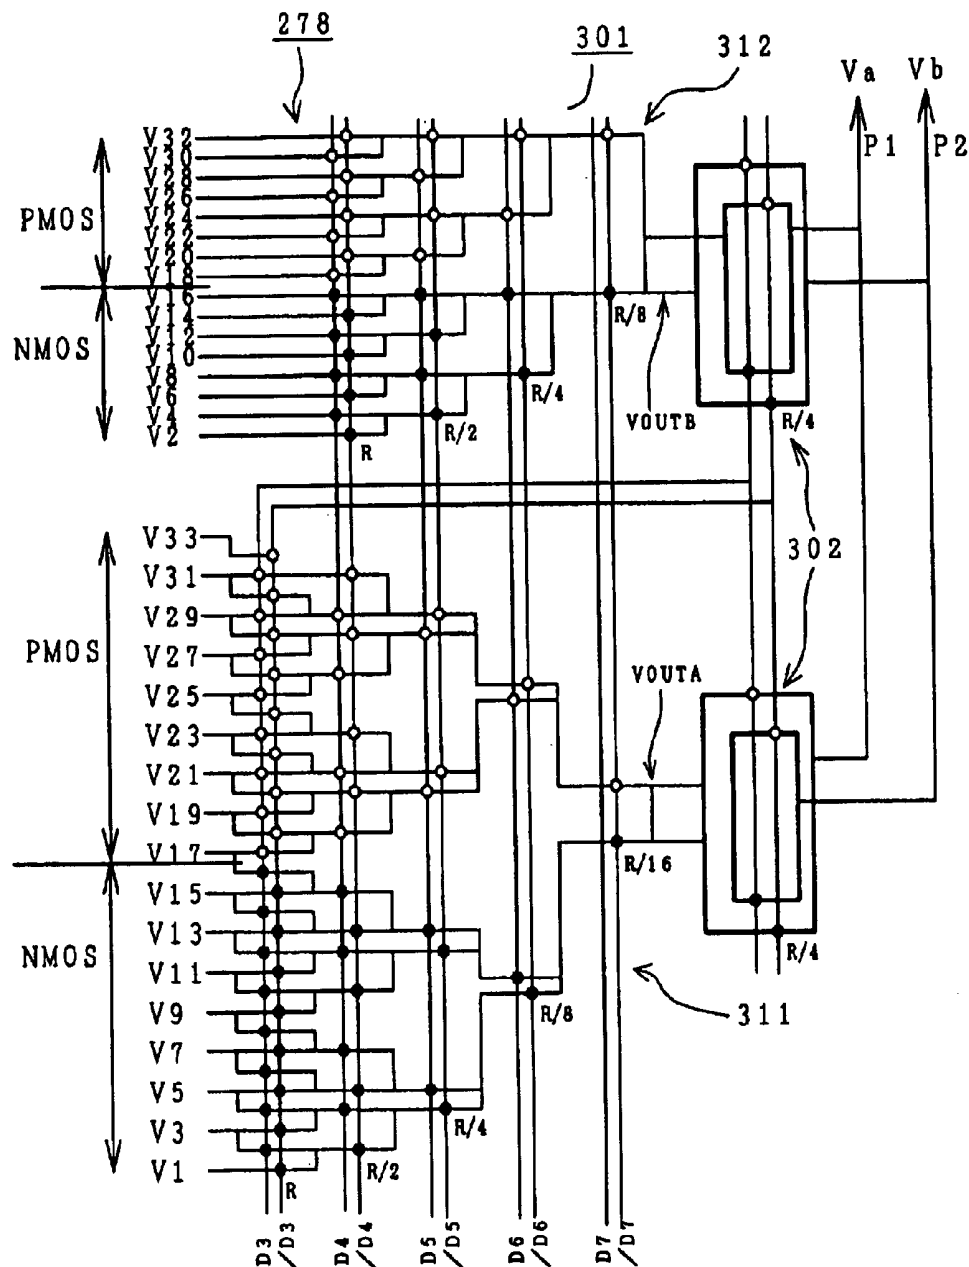 278
301
312
Va Vb
P1 P2
V32
V30
V28
V26
V24
V22
V20
V18
V16
V14
V12
V10
V8
V6
V4
V2
PMOS
NMOS
R
R/2
R/4
R/8
VOUTB
R/4
302
V33
V31
V29
V27
V25
V23
V21
V19
V17
V15
V13
V11
V9
V7
V5
V3
V1
PMOS
NMOS
VOUTA
R
R/2
R/4
R/8
R/16
R/4
311
D3
/D3
D4
/D4
D5
/D5
D6
/D6
D7
/D7